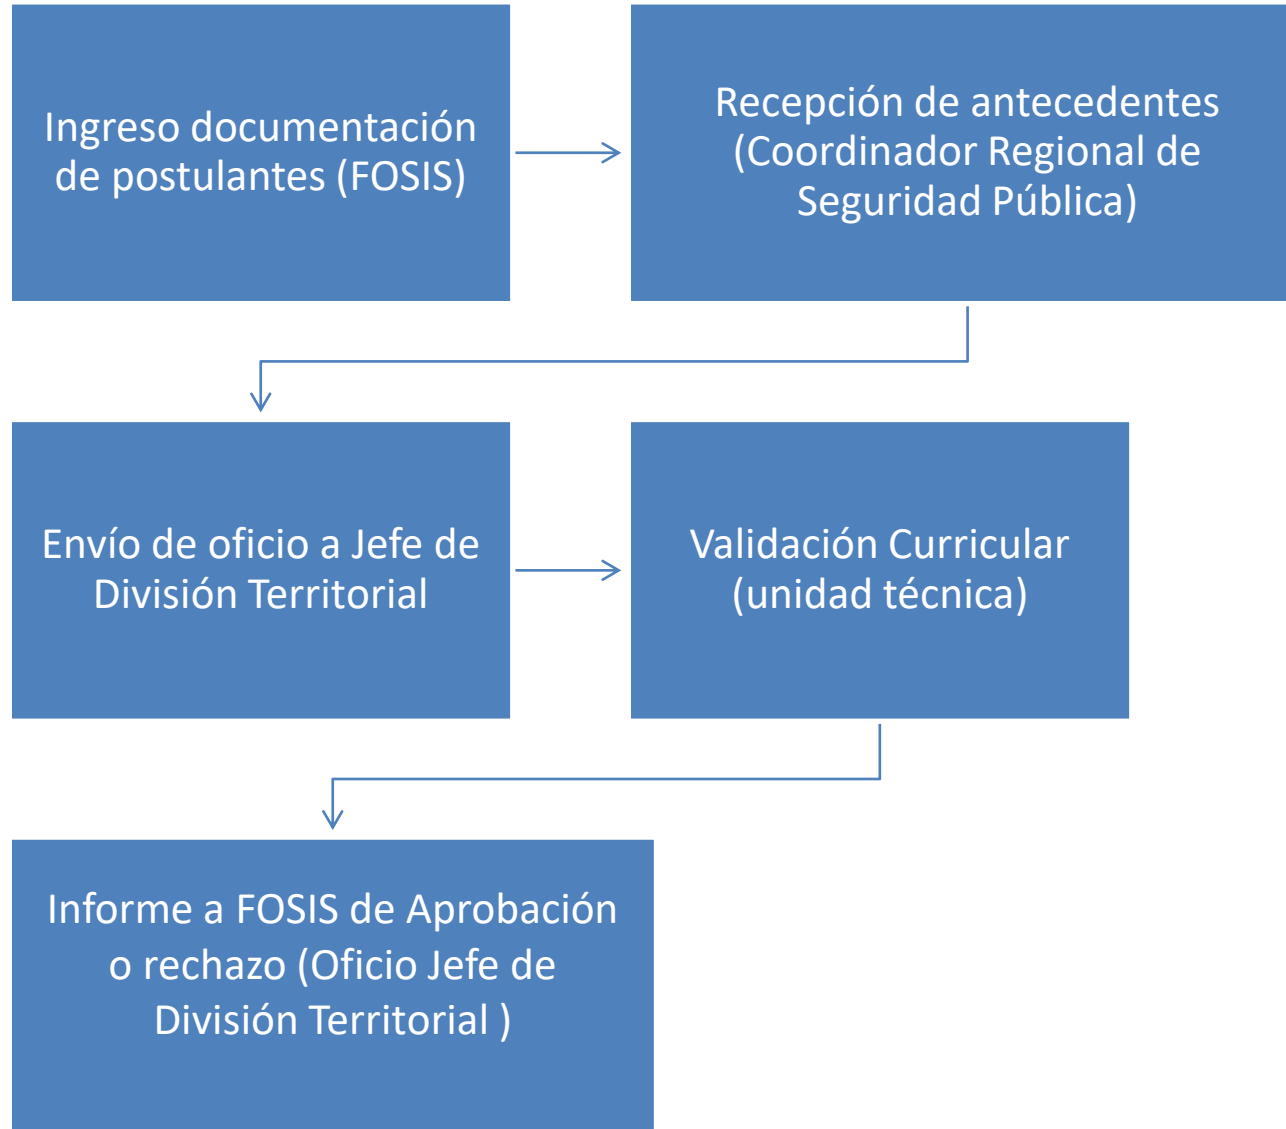 Ingreso documentación
de postulantes (FOSIS)
Recepción de antecedentes
(Coordinador Regional de
Seguridad Pública)
Envío de oficio a Jefe de
División Territorial
Validación Curricular
(unidad técnica)
Informe a FOSIS de Aprobación
o rechazo (Oficio Jefe de
División Territorial )